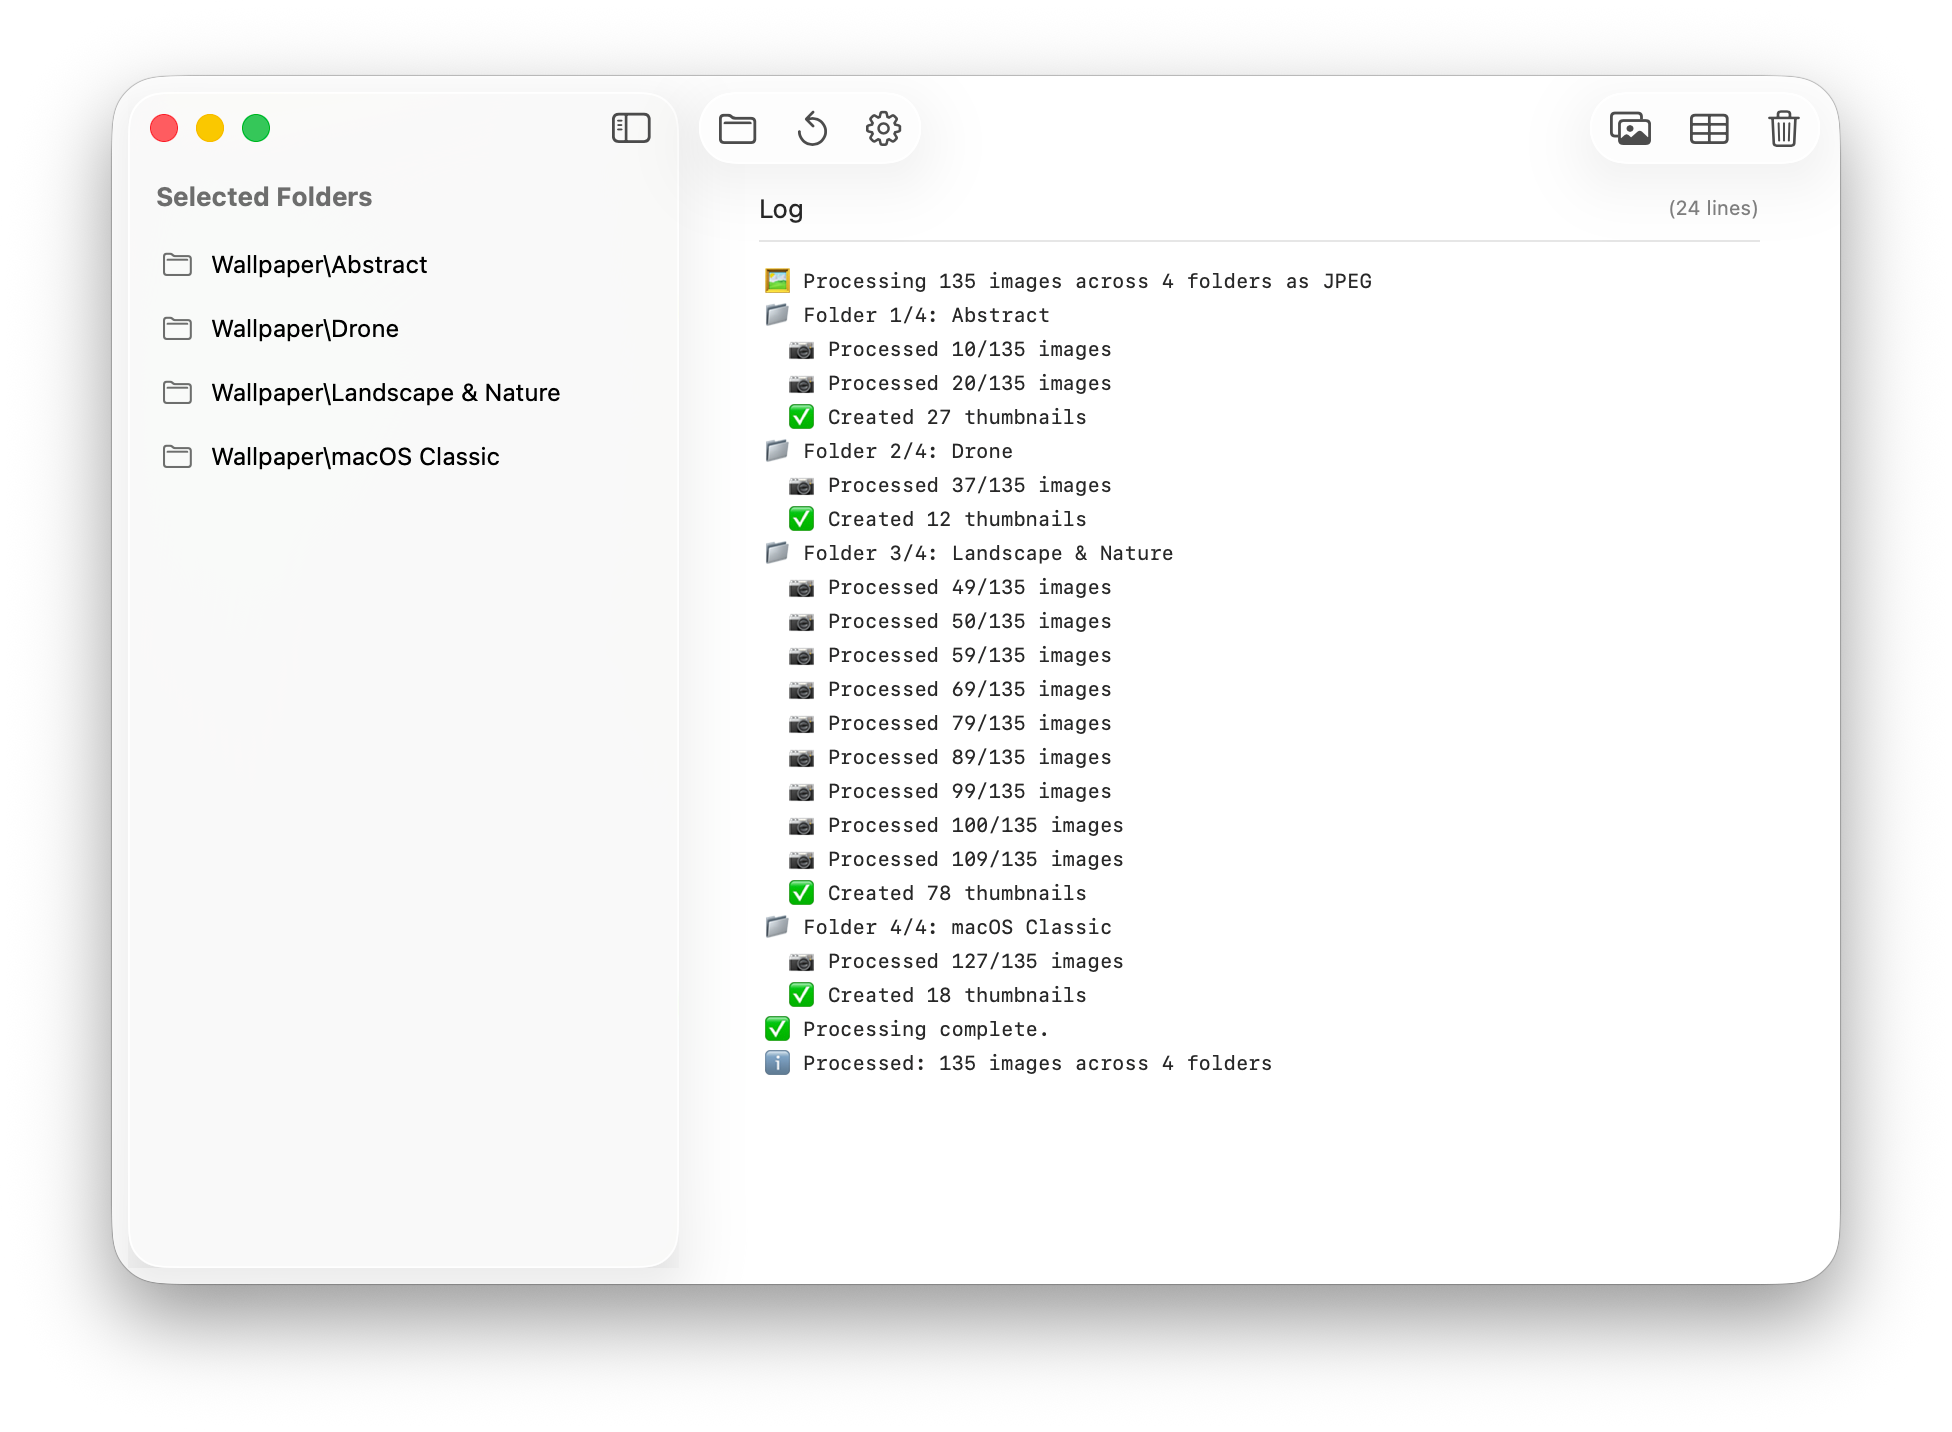 Selected Folders
Wallpaper\Abstract
Wallpaper\Drone
Wallpaper\Landscape & Nature
Wallpaper\macOS Classic
Log
(24 lines)
🖼️ Processing 135 images across 4 folders as JPEG
📁 Folder 1/4: Abstract
📷 Processed 10/135 images
📷 Processed 20/135 images
✅ Created 27 thumbnails
📁 Folder 2/4: Drone
📷 Processed 37/135 images
✅ Created 12 thumbnails
📁 Folder 3/4: Landscape & Nature
📷 Processed 49/135 images
📷 Processed 50/135 images
📷 Processed 59/135 images
📷 Processed 69/135 images
📷 Processed 79/135 images
📷 Processed 89/135 images
📷 Processed 99/135 images
📷 Processed 100/135 images
📷 Processed 109/135 images
✅ Created 78 thumbnails
📁 Folder 4/4: macOS Classic
📷 Processed 127/135 images
✅ Created 18 thumbnails
✅ Processing complete.
ℹ️ Processed: 135 images across 4 folders